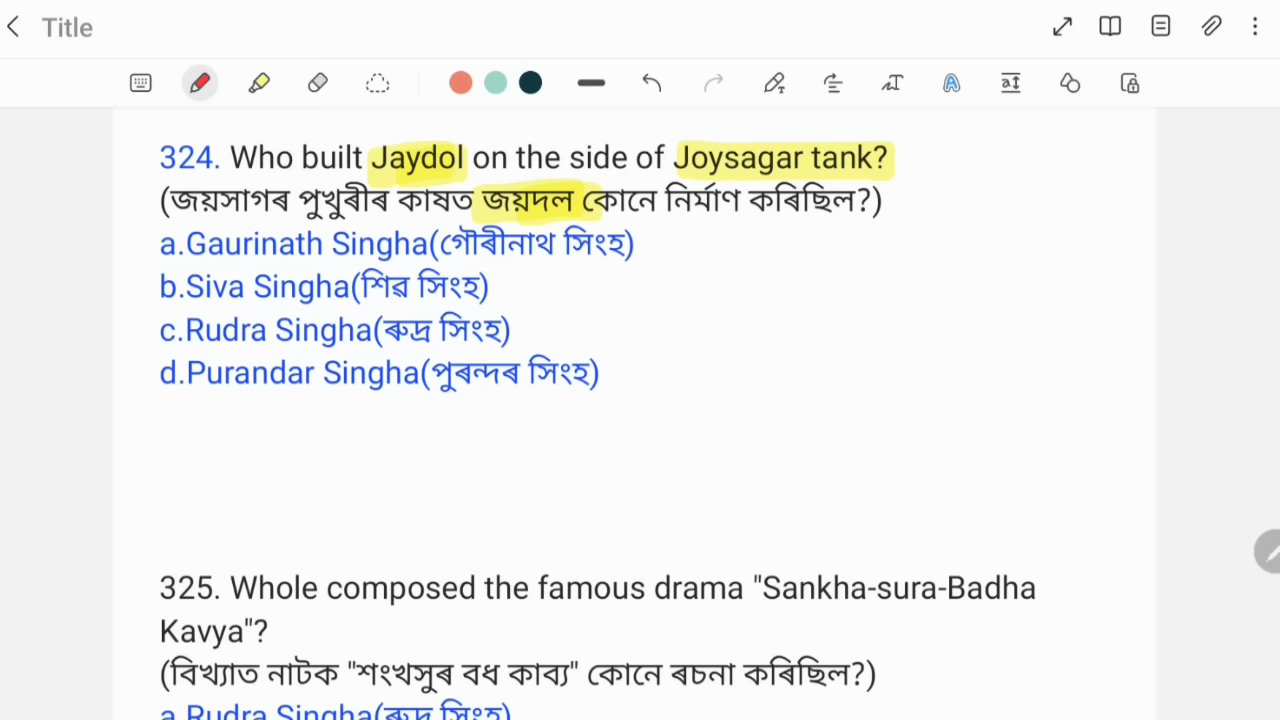 Title
324. Who built Jaydol on the side of Joysagar tank?
(জয়সাগৰ পুখুৰীৰ কাষত জয়দল কোনে নিৰ্মাণ কৰিছিল?)
a.Gaurinath Singha(গৌৰীনাথ সিংহ)
b.Siva Singha(শিৱ সিংহ)
c.Rudra Singha(ৰুদ্ৰ সিংহ)
d.Purandar Singha(পুৰন্দৰ সিংহ)
325. Whole composed the famous drama "Sankha-sura-Badha
Kavya"?
(বিখ্যাত নাটক "শংখসুৰ বধ কাব্য" কোনে ৰচনা কৰিছিল?)
a.Rudra Singha(ৰুদ্ৰ সিংহ)